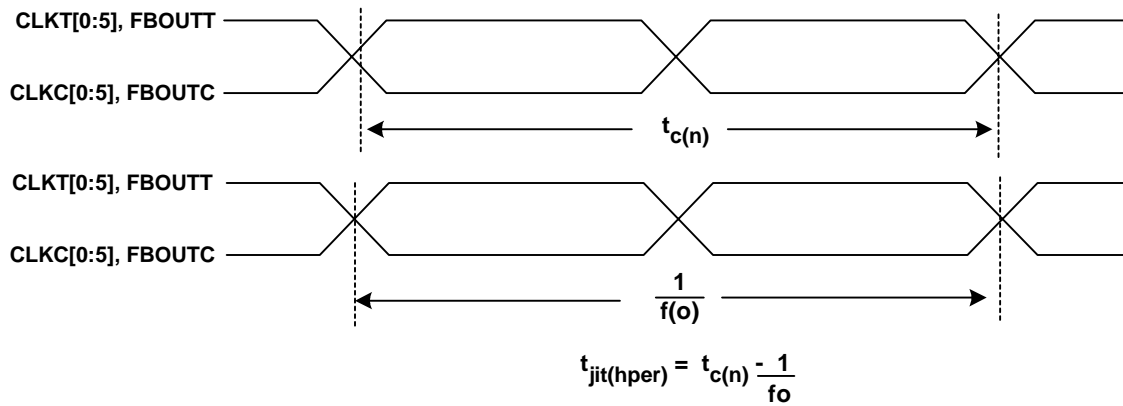 CLKT[0:5], FBOUTT
CLKC[0:5], FBOUTC
tc(n)
CLKT[0:5], FBOUTT
CLKC[0:5], FBOUTC
1
f(o)
tjit(hper) = tc(n) - 1
fo